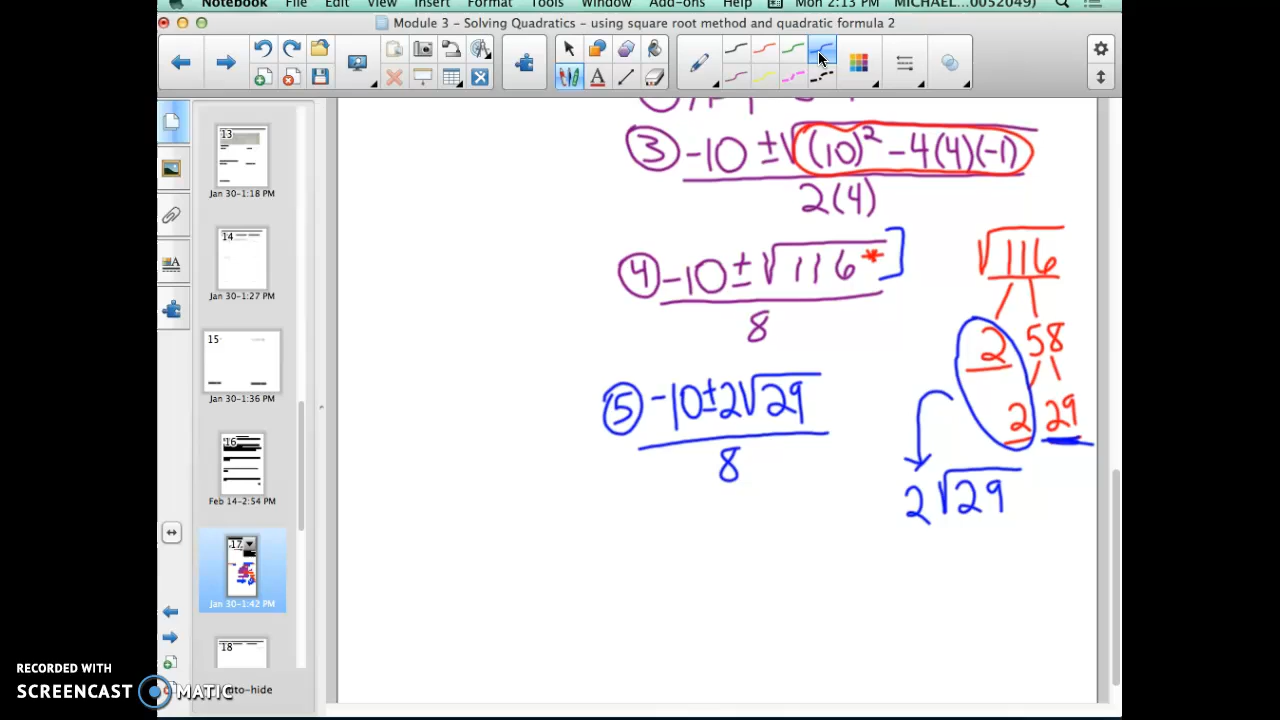 Notebook File Edit View Insert Format Tools Window Add-ons Help Mon 2:13 PM MICHAEL...0052049)
Module 3 – Solving Quadratics – using square root method and quadratic formula 2
13
Jan 30-1:18 PM
14
Jan 30-1:27 PM
15
Jan 30-1:36 PM
16
Feb 14-2:54 PM
17
Jan 30-1:42 PM
18
③ -10 ± √(10)² - 4(4)(-1)
2(4)
④ -10 ± √116 * ]
8
⑤ -10 ± 2√29
8
√116
2 58
2 29
2√29
RECORDED WITH
SCREENCAST MATIC